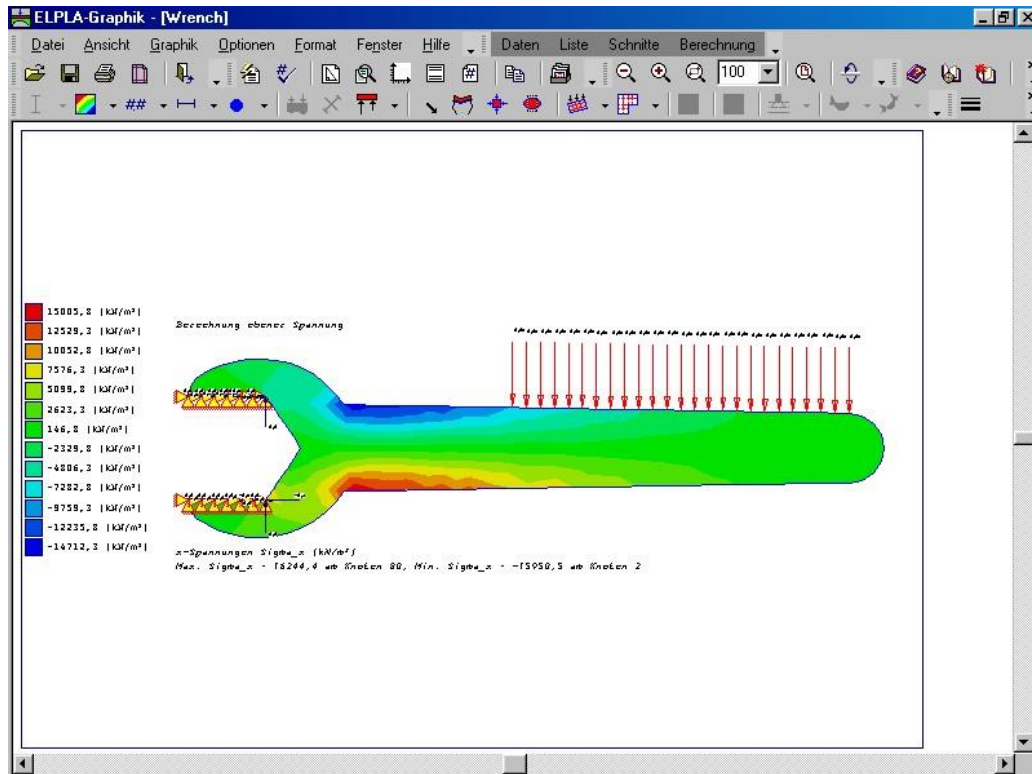 ELPLA-Graphik - [Wrench]
Datei Ansicht Graphik Optionen Format Fenster Hilfe Daten Liste Schnitte Berechnung
100
##
15005,8 [kN/m²]
12529,3 [kN/m²]
10052,8 [kN/m²]
7576,3 [kN/m²]
5099,8 [kN/m²]
2623,3 [kN/m²]
146,8 [kN/m²]
-2329,8 [kN/m²]
-4806,3 [kN/m²]
-7282,8 [kN/m²]
-9759,3 [kN/m²]
-12235,8 [kN/m²]
-14712,3 [kN/m²]
Berechnung ebener Spannung
x-Spannungen Sigma_x [kN/m²]
Max. Sigma_x = 16244,4 am Knoten 80, Min. Sigma_x = -15950,5 am Knoten 2